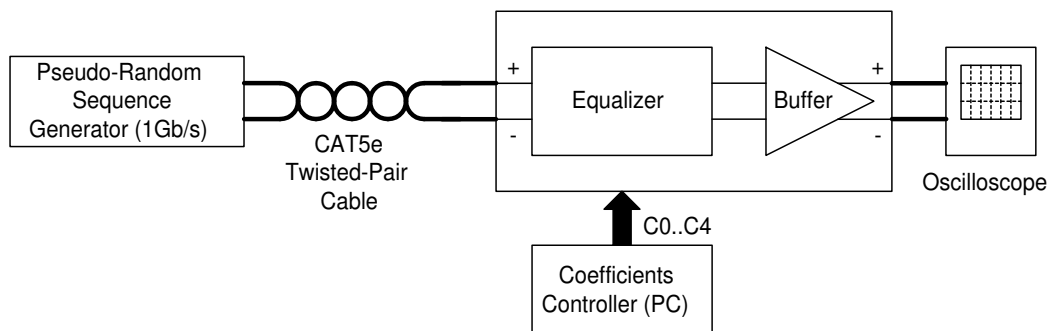 Pseudo-Random
Sequence
Generator (1Gb/s)
CAT5e
Twisted-Pair
Cable
+
-
Equalizer
Buffer
+
-
Oscilloscope
C0..C4
Coefficients
Controller (PC)